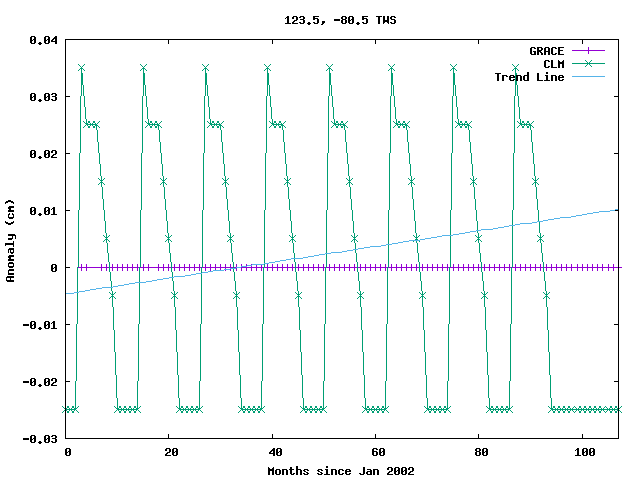 123.5, -80.5 TWS
0.04
0.03
0.02
0.01
0
-0.01
-0.02
-0.03
Anomaly (cm)
GRACE
CLM
Trend Line
0 20 40 60 80 100
Months since Jan 2002